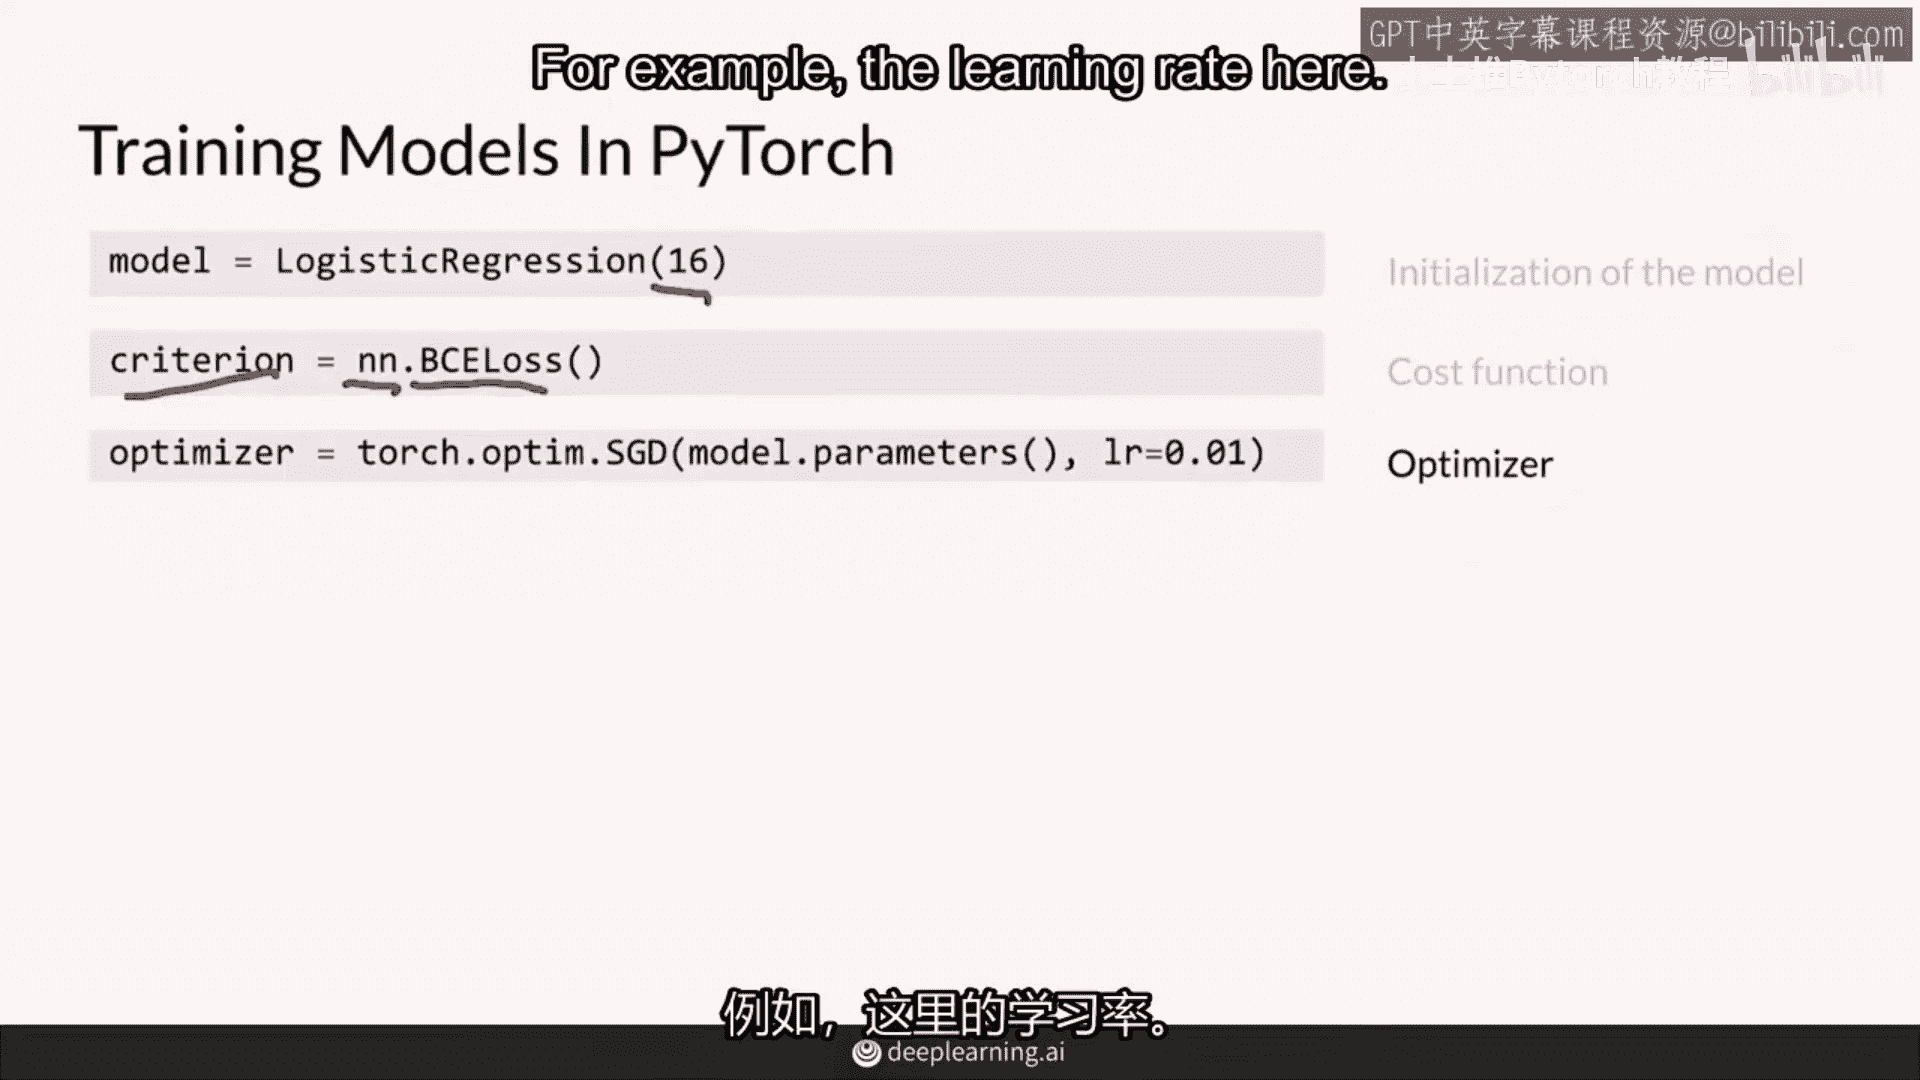 GPT中英字幕课程资源@bilibili.com
For example, the learning rate here.
Training Models In PyTorch
model = LogisticRegression(16)
Initialization of the model
criterion = nn.BCELoss()
Cost function
optimizer = torch.optim.SGD(model.parameters(), lr=0.01)
Optimizer
例如，这里的学习率。
deeplearning.ai